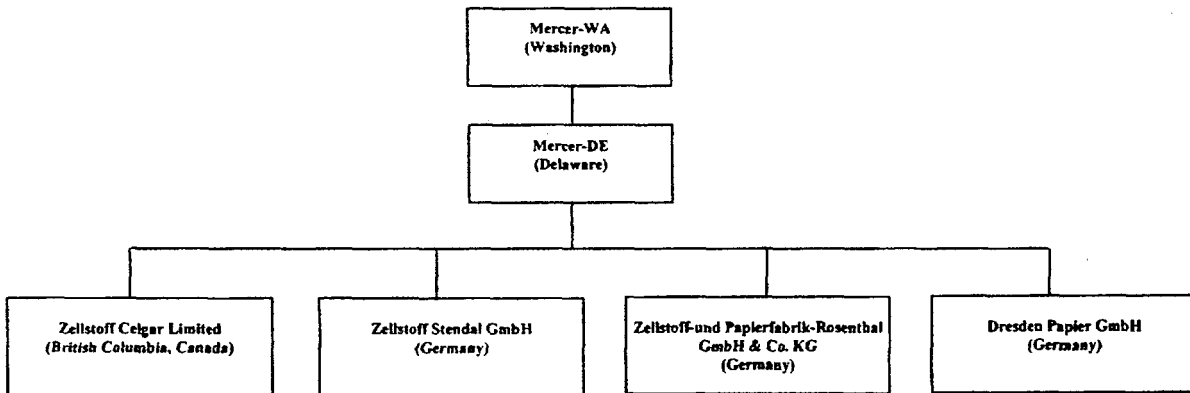 Mercer-WA
(Washington)
Mercer-DE
(Delaware)
Zellstoff Celgar Limited
(British Columbia, Canada)
Zellstoff Stendal GmbH
(Germany)
Zellstoff-und Papierfabrik-Rosenthal
GmbH & Co. KG
(Germany)
Dresden Papier GmbH
(Germany)